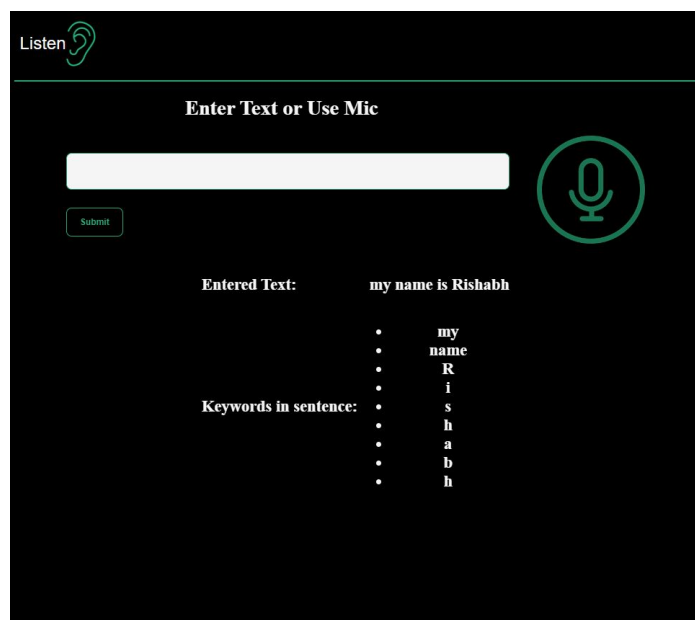 Listen
Enter Text or Use Mic
Submit
Entered Text: my name is Rishabh
Keywords in sentence:
• my
• name
• R
• i
• s
• h
• a
• b
• h